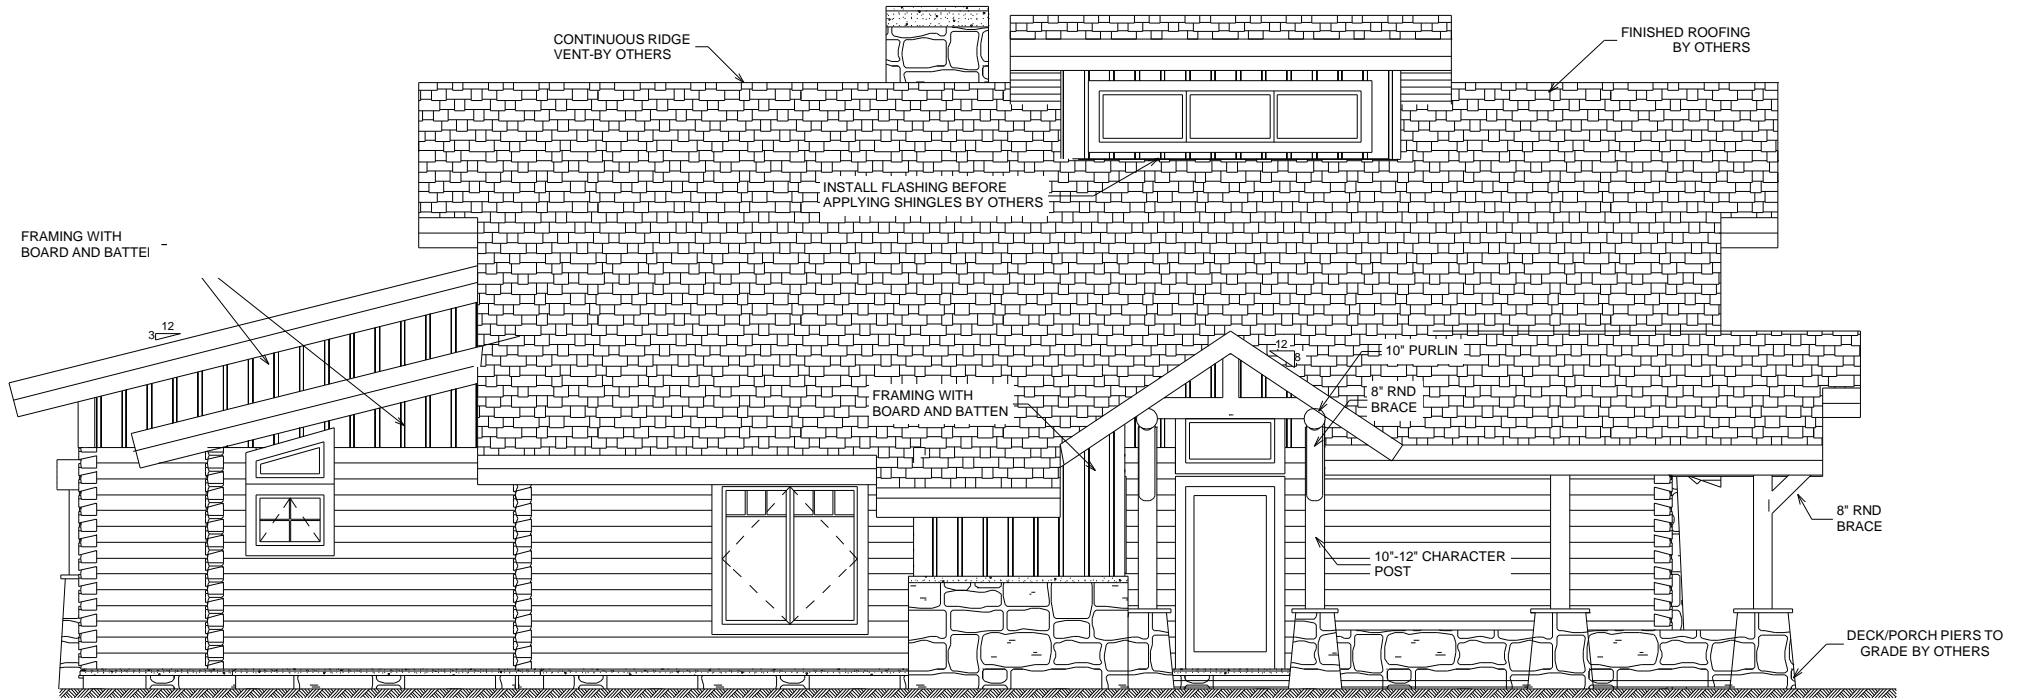 CONTINUOUS RIDGE
VENT-BY OTHERS
FINISHED ROOFING
BY OTHERS
INSTALL FLASHING BEFORE
APPLYING SHINGLES BY OTHERS
FRAMING WITH
BOARD AND BATTEI
12
3
12
8
10" PURLIN
8" RND
BRACE
FRAMING WITH
BOARD AND BATTEN
8" RND
BRACE
10"-12" CHARACTER
POST
DECK/PORCH PIERS TO
GRADE BY OTHERS